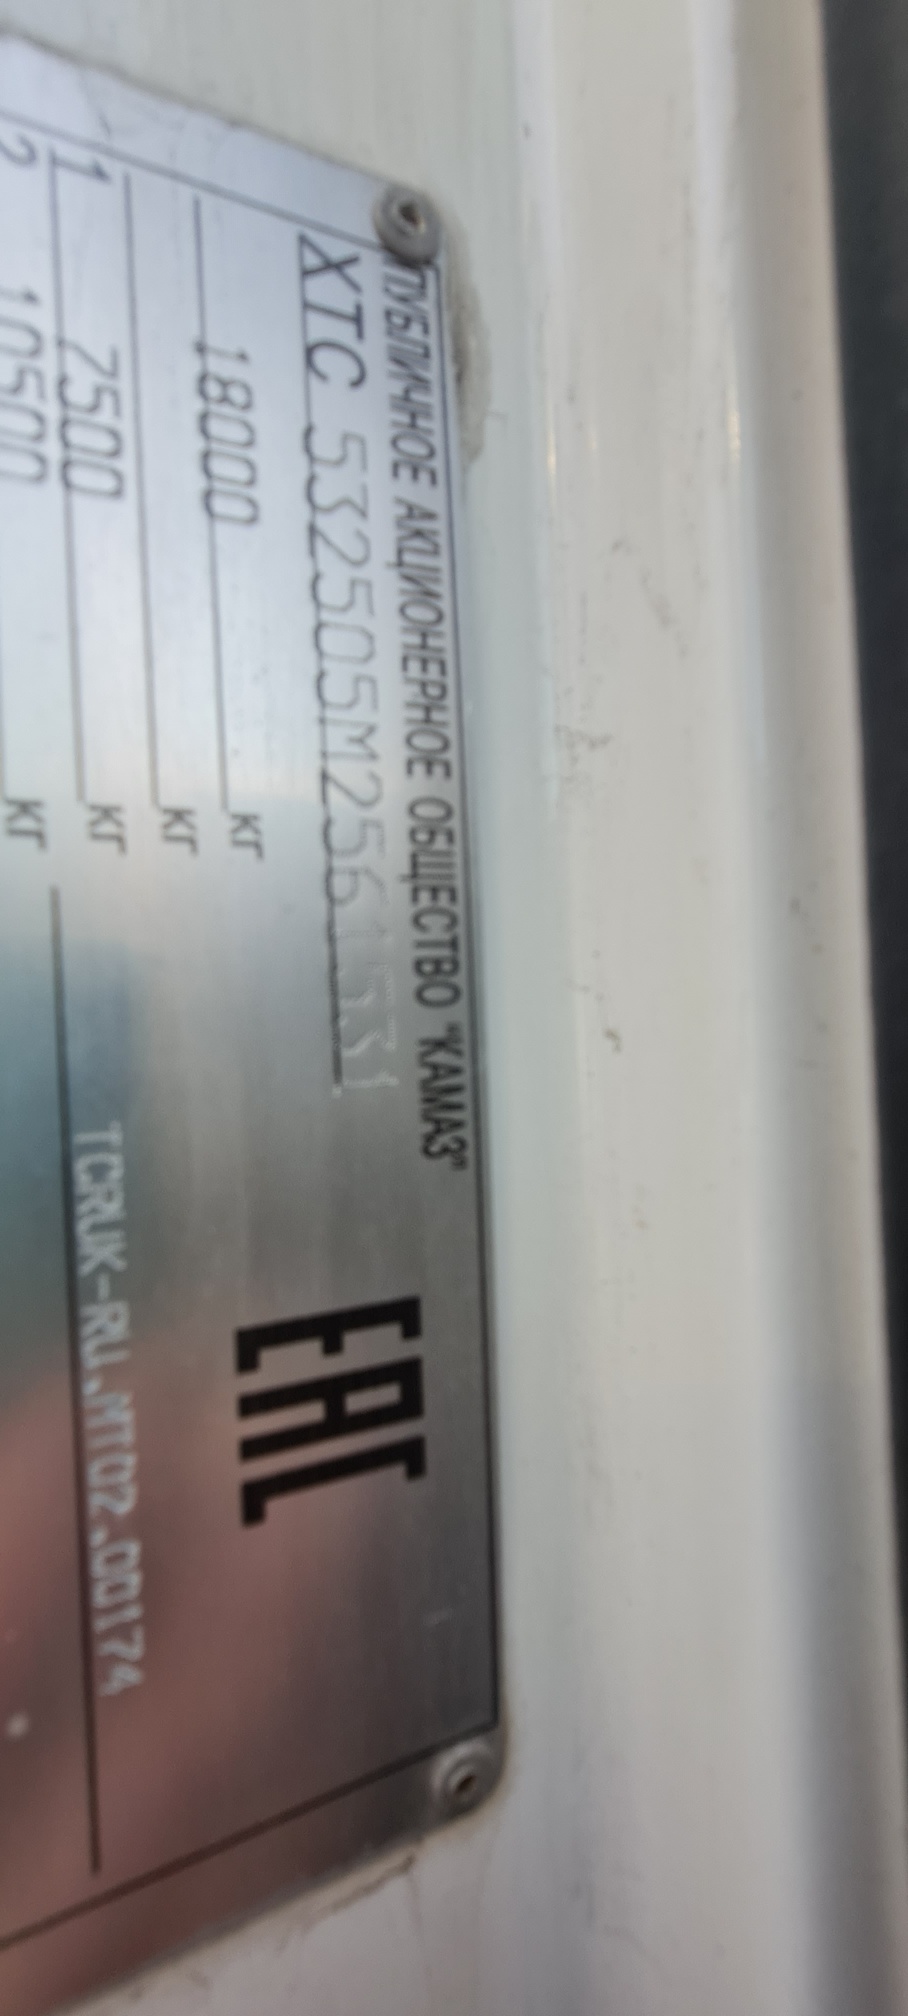 ПУБЛИЧНОЕ АКЦИОНЕРНОЕ ОБЩЕСТВО "КАМАЗ"
XTC 532505M2561531
EAC
18000 кг
кг
1 7500 кг
TCRUK-RU.MT02.00174
2 10500 кг